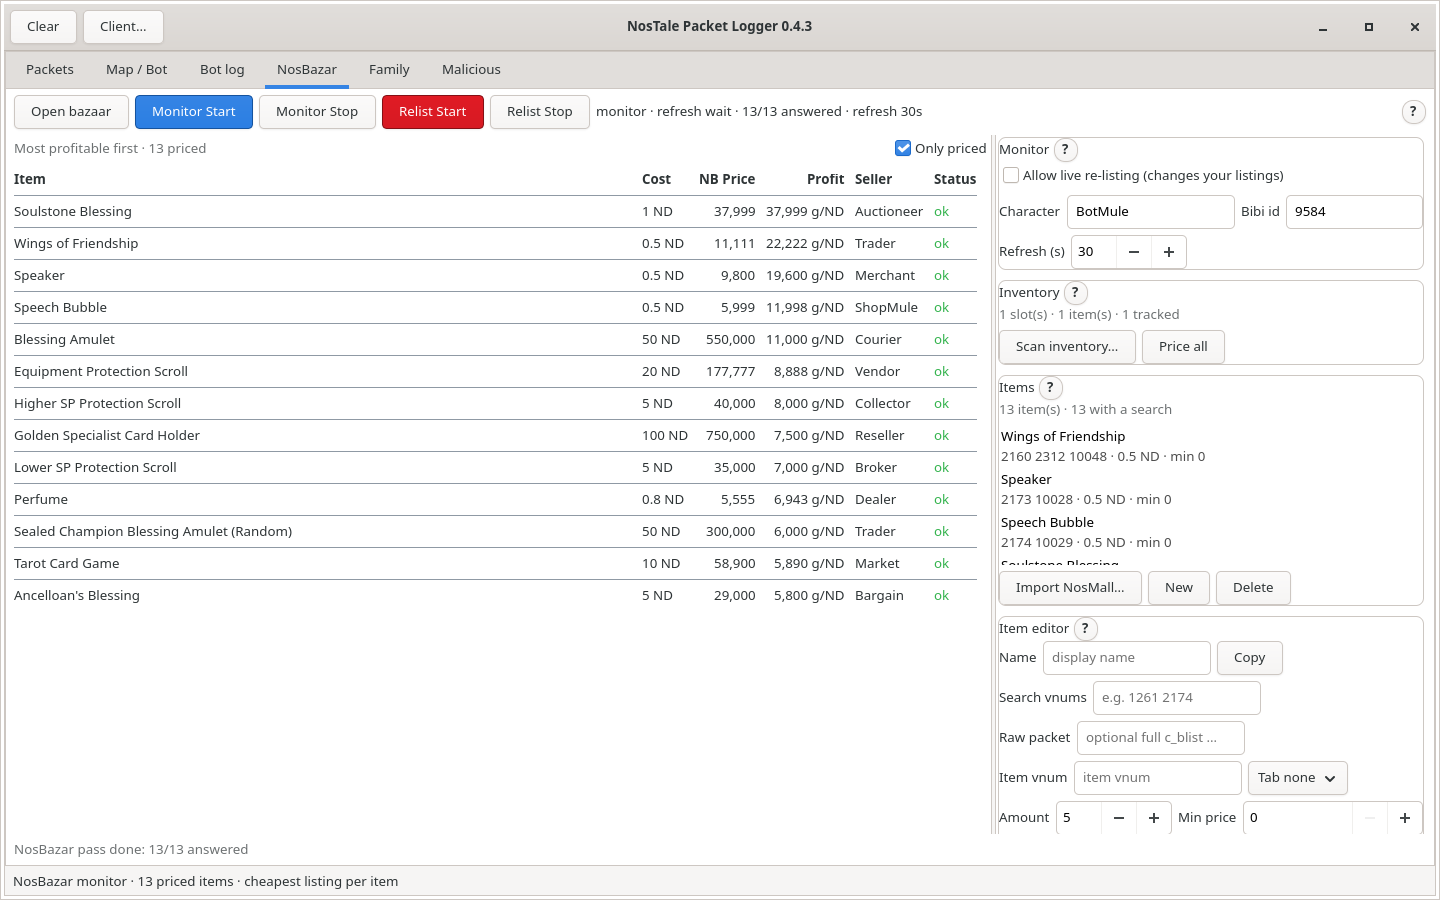 Clear Client... NosTale Packet Logger 0.4.3
Packets Map / Bot Bot log NosBazar Family Malicious
Open bazaar Monitor Start Monitor Stop Relist Start Relist Stop monitor · refresh wait · 13/13 answered · refresh 30s ?
Most profitable first · 13 priced Only priced
Item Cost NB Price Profit Seller Status
Soulstone Blessing 1 ND 37,999 37,999 g/ND Auctioneer ok
Wings of Friendship 0.5 ND 11,111 22,222 g/ND Trader ok
Speaker 0.5 ND 9,800 19,600 g/ND Merchant ok
Speech Bubble 0.5 ND 5,999 11,998 g/ND ShopMule ok
Blessing Amulet 50 ND 550,000 11,000 g/ND Courier ok
Equipment Protection Scroll 20 ND 177,777 8,888 g/ND Vendor ok
Higher SP Protection Scroll 5 ND 40,000 8,000 g/ND Collector ok
Golden Specialist Card Holder 100 ND 750,000 7,500 g/ND Reseller ok
Lower SP Protection Scroll 5 ND 35,000 7,000 g/ND Broker ok
Perfume 0.8 ND 5,555 6,943 g/ND Dealer ok
Sealed Champion Blessing Amulet (Random) 50 ND 300,000 6,000 g/ND Trader ok
Tarot Card Game 10 ND 58,900 5,890 g/ND Market ok
Ancelloan's Blessing 5 ND 29,000 5,800 g/ND Bargain ok
Monitor ?
Allow live re-listing (changes your listings)
Character BotMule Bibi id 9584
Refresh (s) 30
Inventory ?
1 slot(s) · 1 item(s) · 1 tracked
Scan inventory... Price all
Items ?
13 item(s) · 13 with a search
Wings of Friendship
2160 2312 10048 · 0.5 ND · min 0
Speaker
2173 10028 · 0.5 ND · min 0
Speech Bubble
2174 10029 · 0.5 ND · min 0
Soulstone Blessing
Import NosMall... New Delete
Item editor ?
Name display name Copy
Search vnums e.g. 1261 2174
Raw packet optional full c_blist ...
Item vnum item vnum Tab none
Amount 5 Min price 0
NosBazar pass done: 13/13 answered
NosBazar monitor · 13 priced items · cheapest listing per item